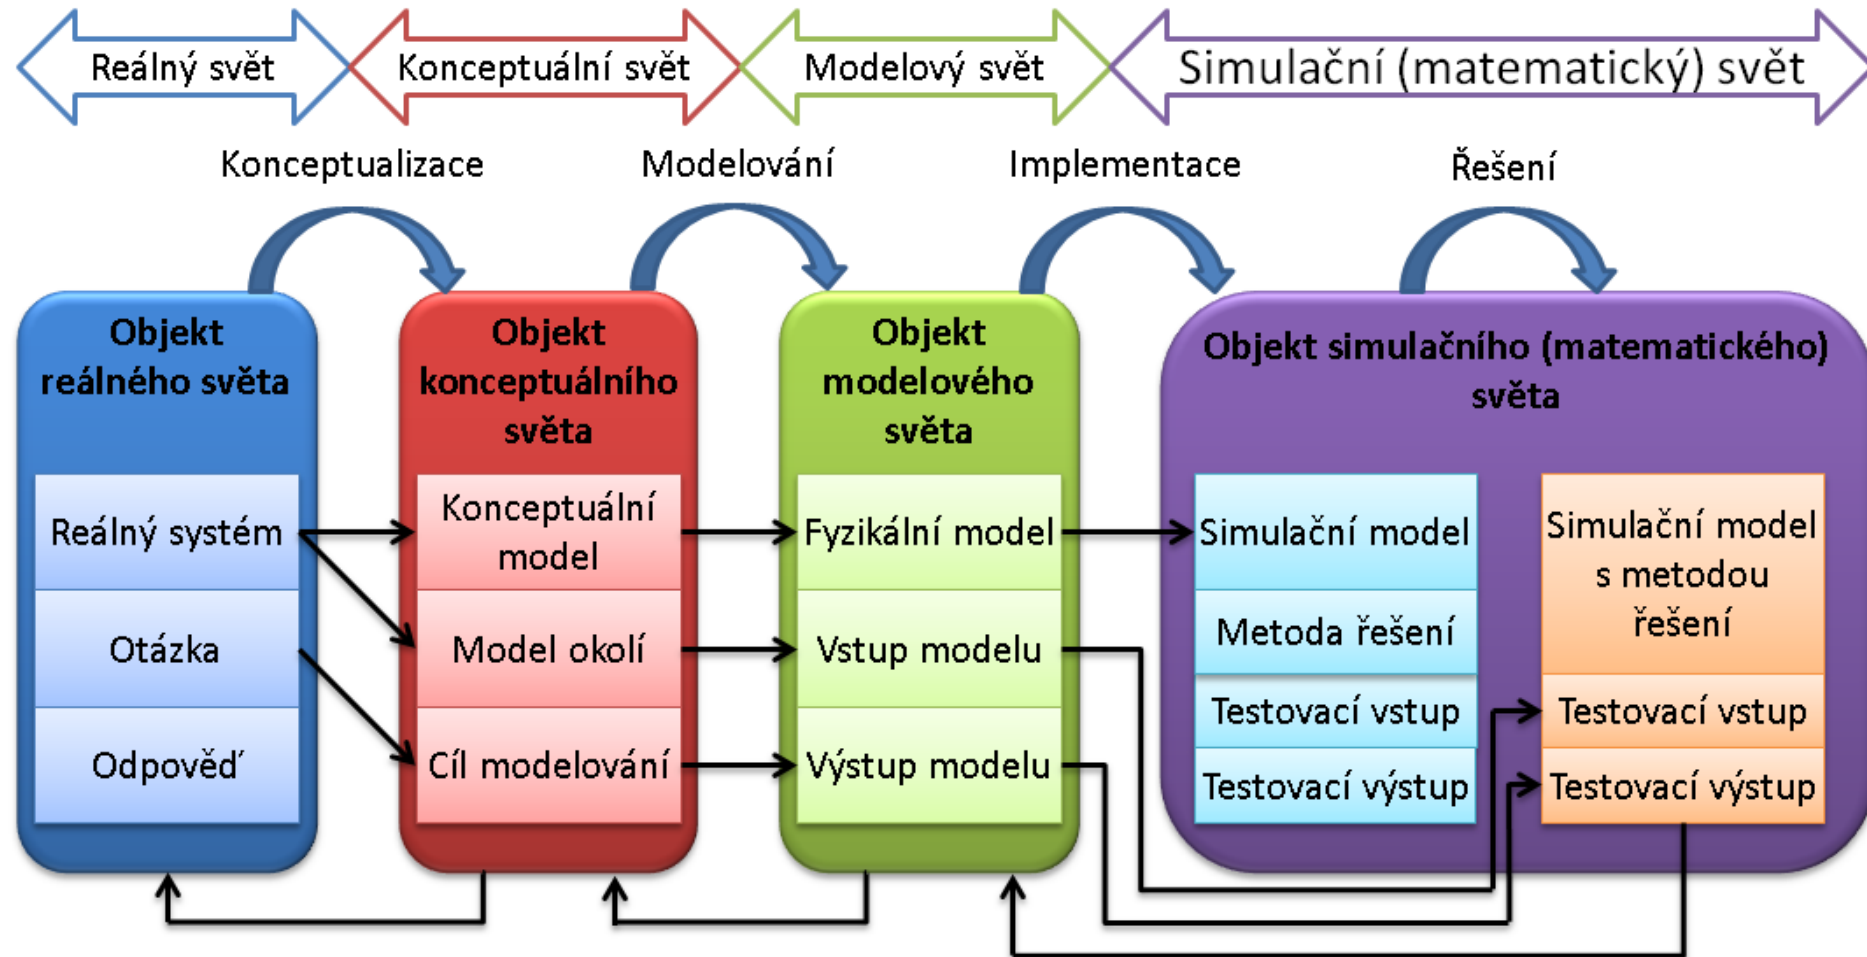 Reálný svět
Konceptuální svět
Modelový svět
Simulační (matematický) svět
Konceptualizace
Modelování
Implementace
Řešení
Objekt
reálného světa
Reálný systém
Otázka
Odpověď
Objekt
konceptuálního
světa
Konceptuální
model
Model okolí
Cíl modelování
Objekt
modelového
světa
Fyzikální model
Vstup modelu
Výstup modelu
Objekt simulačního (matematického)
světa
Simulační model
Metoda řešení
Testovací vstup
Testovací výstup
Simulační model
s metodou
řešení
Testovací vstup
Testovací výstup